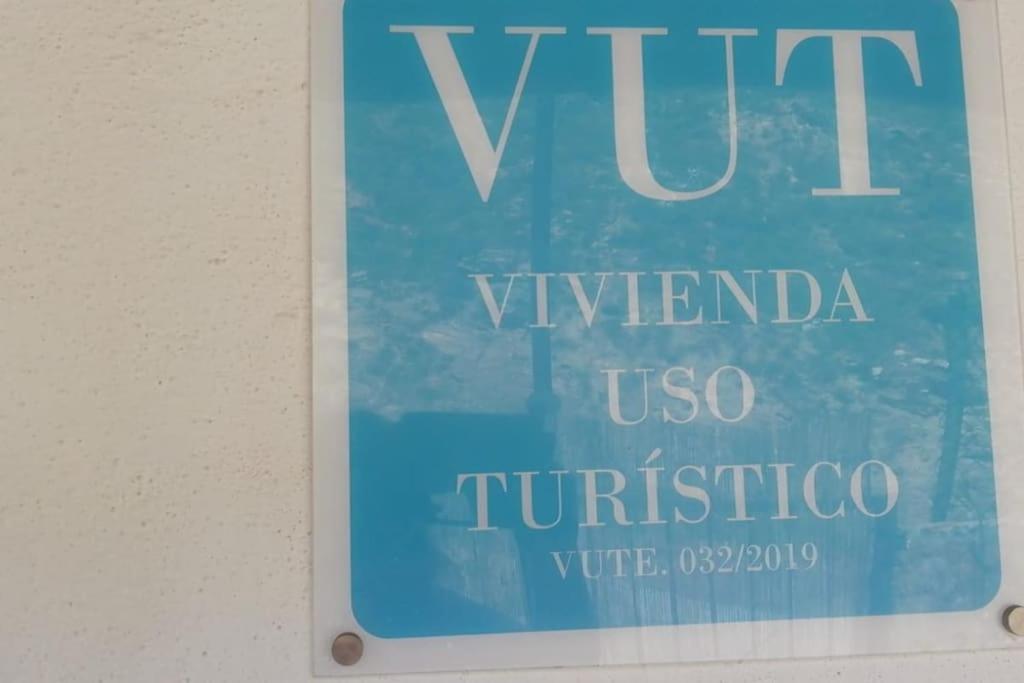 VUT
VIVIENDA
USO
TURÍSTICO
VUTE. 032/2019